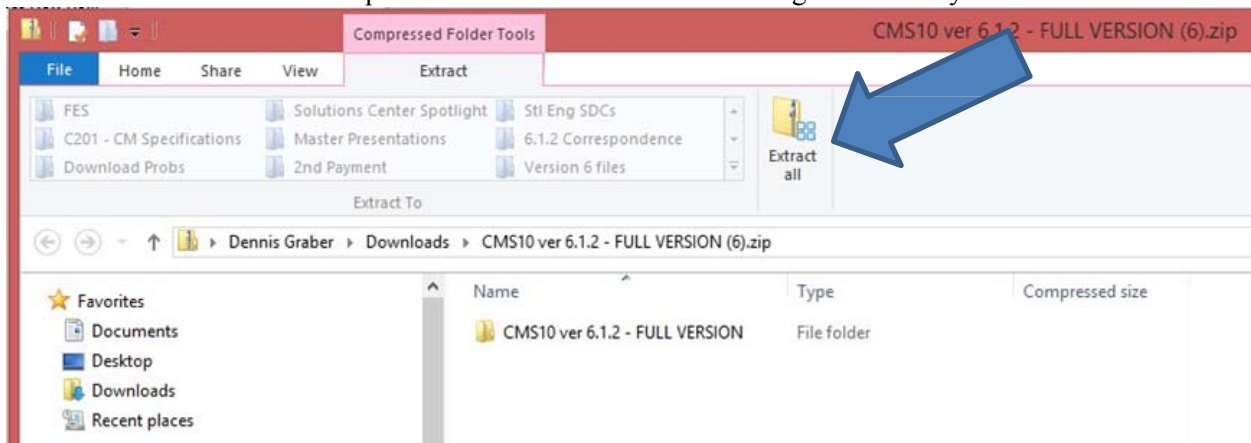 Compressed Folder Tools
CMS10 ver 6.1.2 - FULL VERSION (6).zip
File Home Share View Extract
FES Solutions Center Spotlight Stl Eng SDCs
C201 - CM Specifications Master Presentations 6.1.2 Correspondence
Download Probs 2nd Payment Version 6 files
Extract all
Extract To
Dennis Graber Downloads CMS10 ver 6.1.2 - FULL VERSION (6).zip
Favorites
Documents
Desktop
Downloads
Recent places
Name Type Compressed size
CMS10 ver 6.1.2 - FULL VERSION File folder